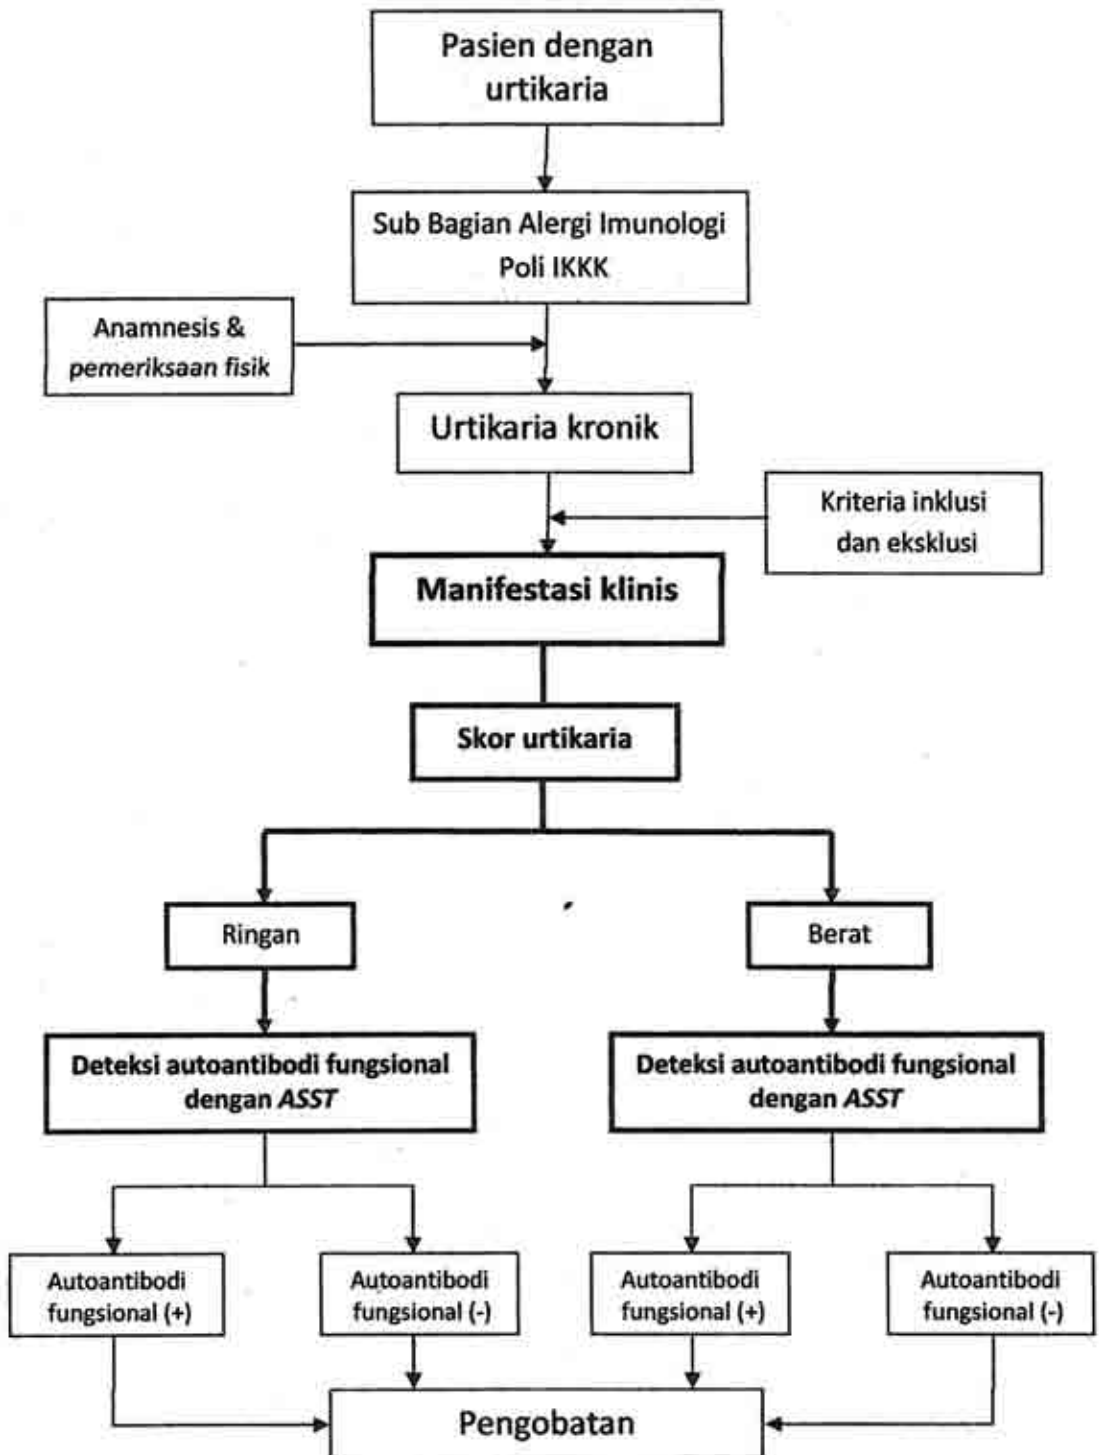 Pasien dengan
urtikaria
Sub Bagian Alergi Imunologi
Poli IKKK
Anamnesis &
pemeriksaan fisik
Urtikaria kronik
Kriteria inklusi
dan eksklusi
Manifestasi klinis
Skor urtikaria
Ringan
Berat
Deteksi autoantibodi fungsional
dengan ASST
Deteksi autoantibodi fungsional
dengan ASST
Autoantibodi
fungsional (+)
Autoantibodi
fungsional (-)
Autoantibodi
fungsional (+)
Autoantibodi
fungsional (-)
Pengobatan